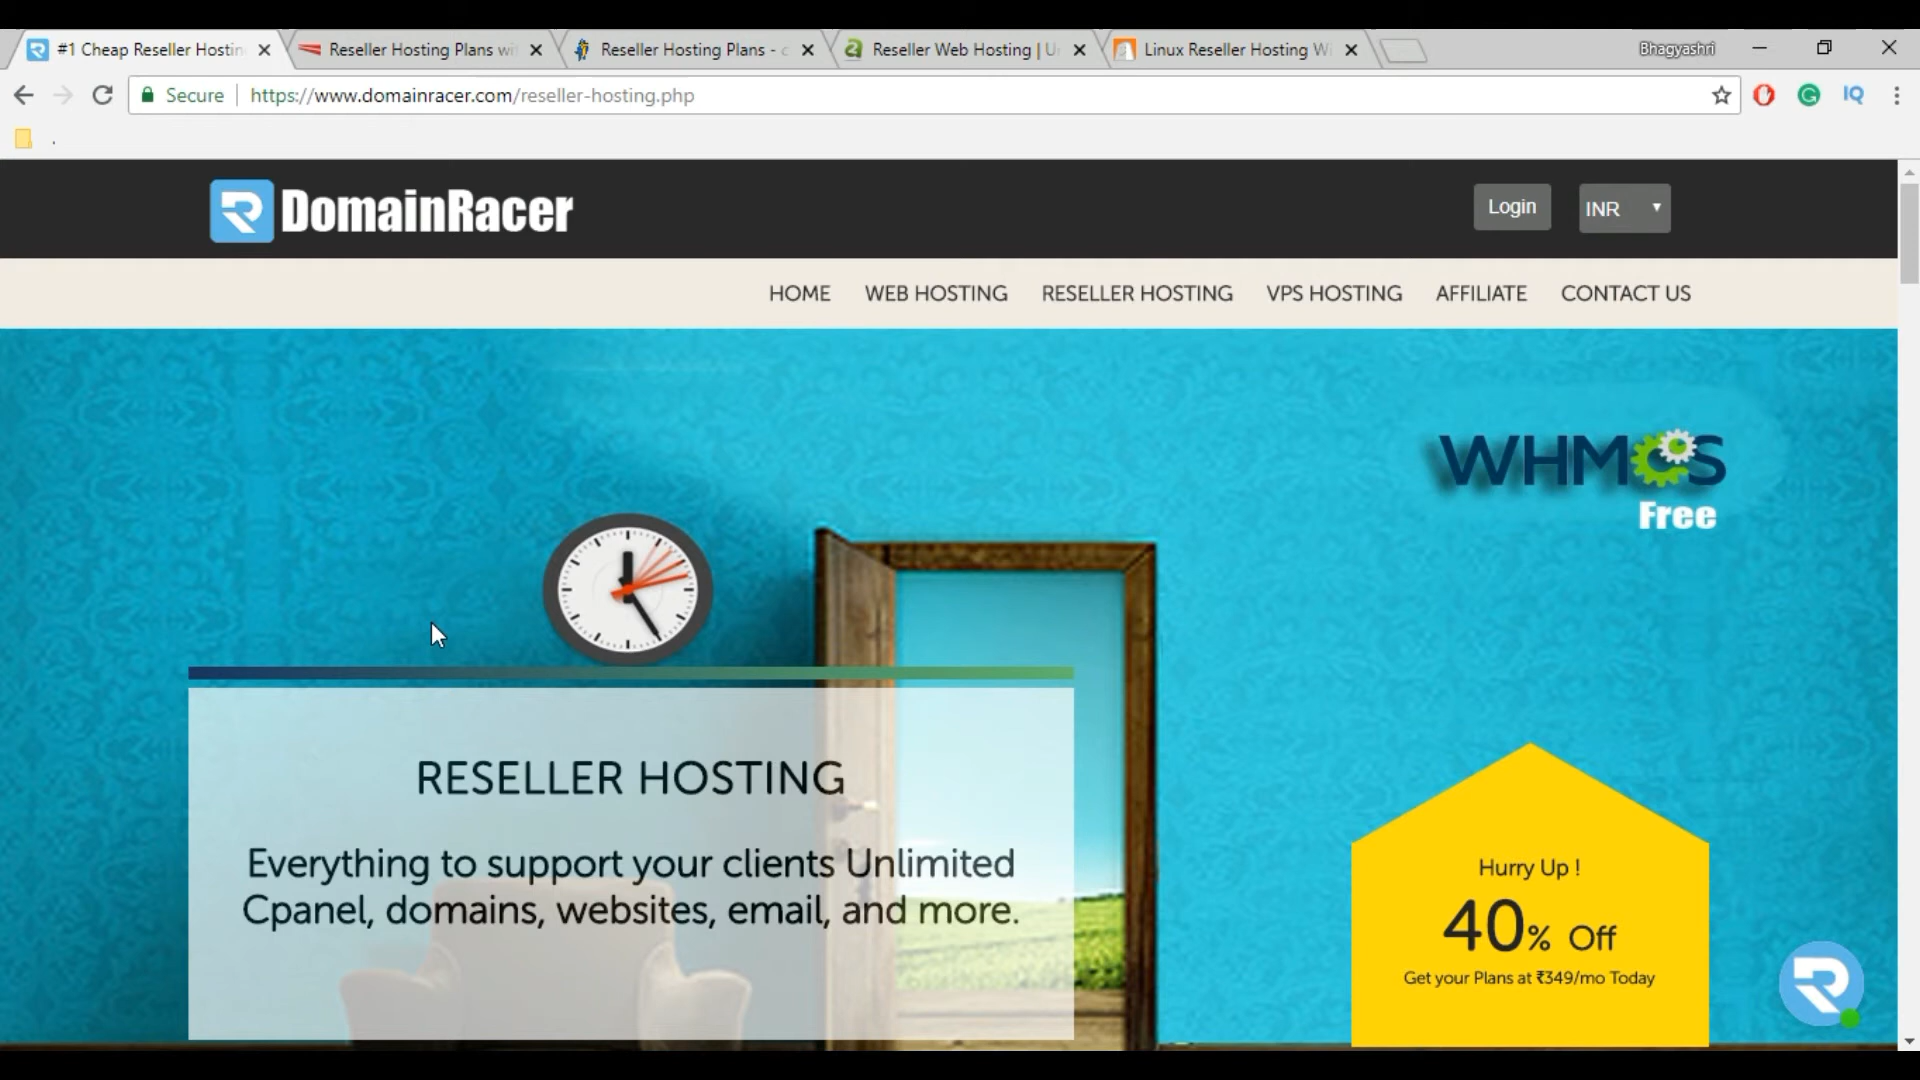 #1 Cheap Reseller Hostin
Reseller Hosting Plans wi
Reseller Hosting Plans - c
Reseller Web Hosting | U
Linux Reseller Hosting Wi
Bhagyashri
Secure
https://www.domainracer.com/reseller-hosting.php
IQ
.
DomainRacer
Login
INR
HOME
WEB HOSTING
RESELLER HOSTING
VPS HOSTING
AFFILIATE
CONTACT US
WHMCS
Free
RESELLER HOSTING
Everything to support your clients Unlimited
Cpanel, domains, websites, email, and more.
Hurry Up !
40% Off
Get your Plans at ₹349/mo Today